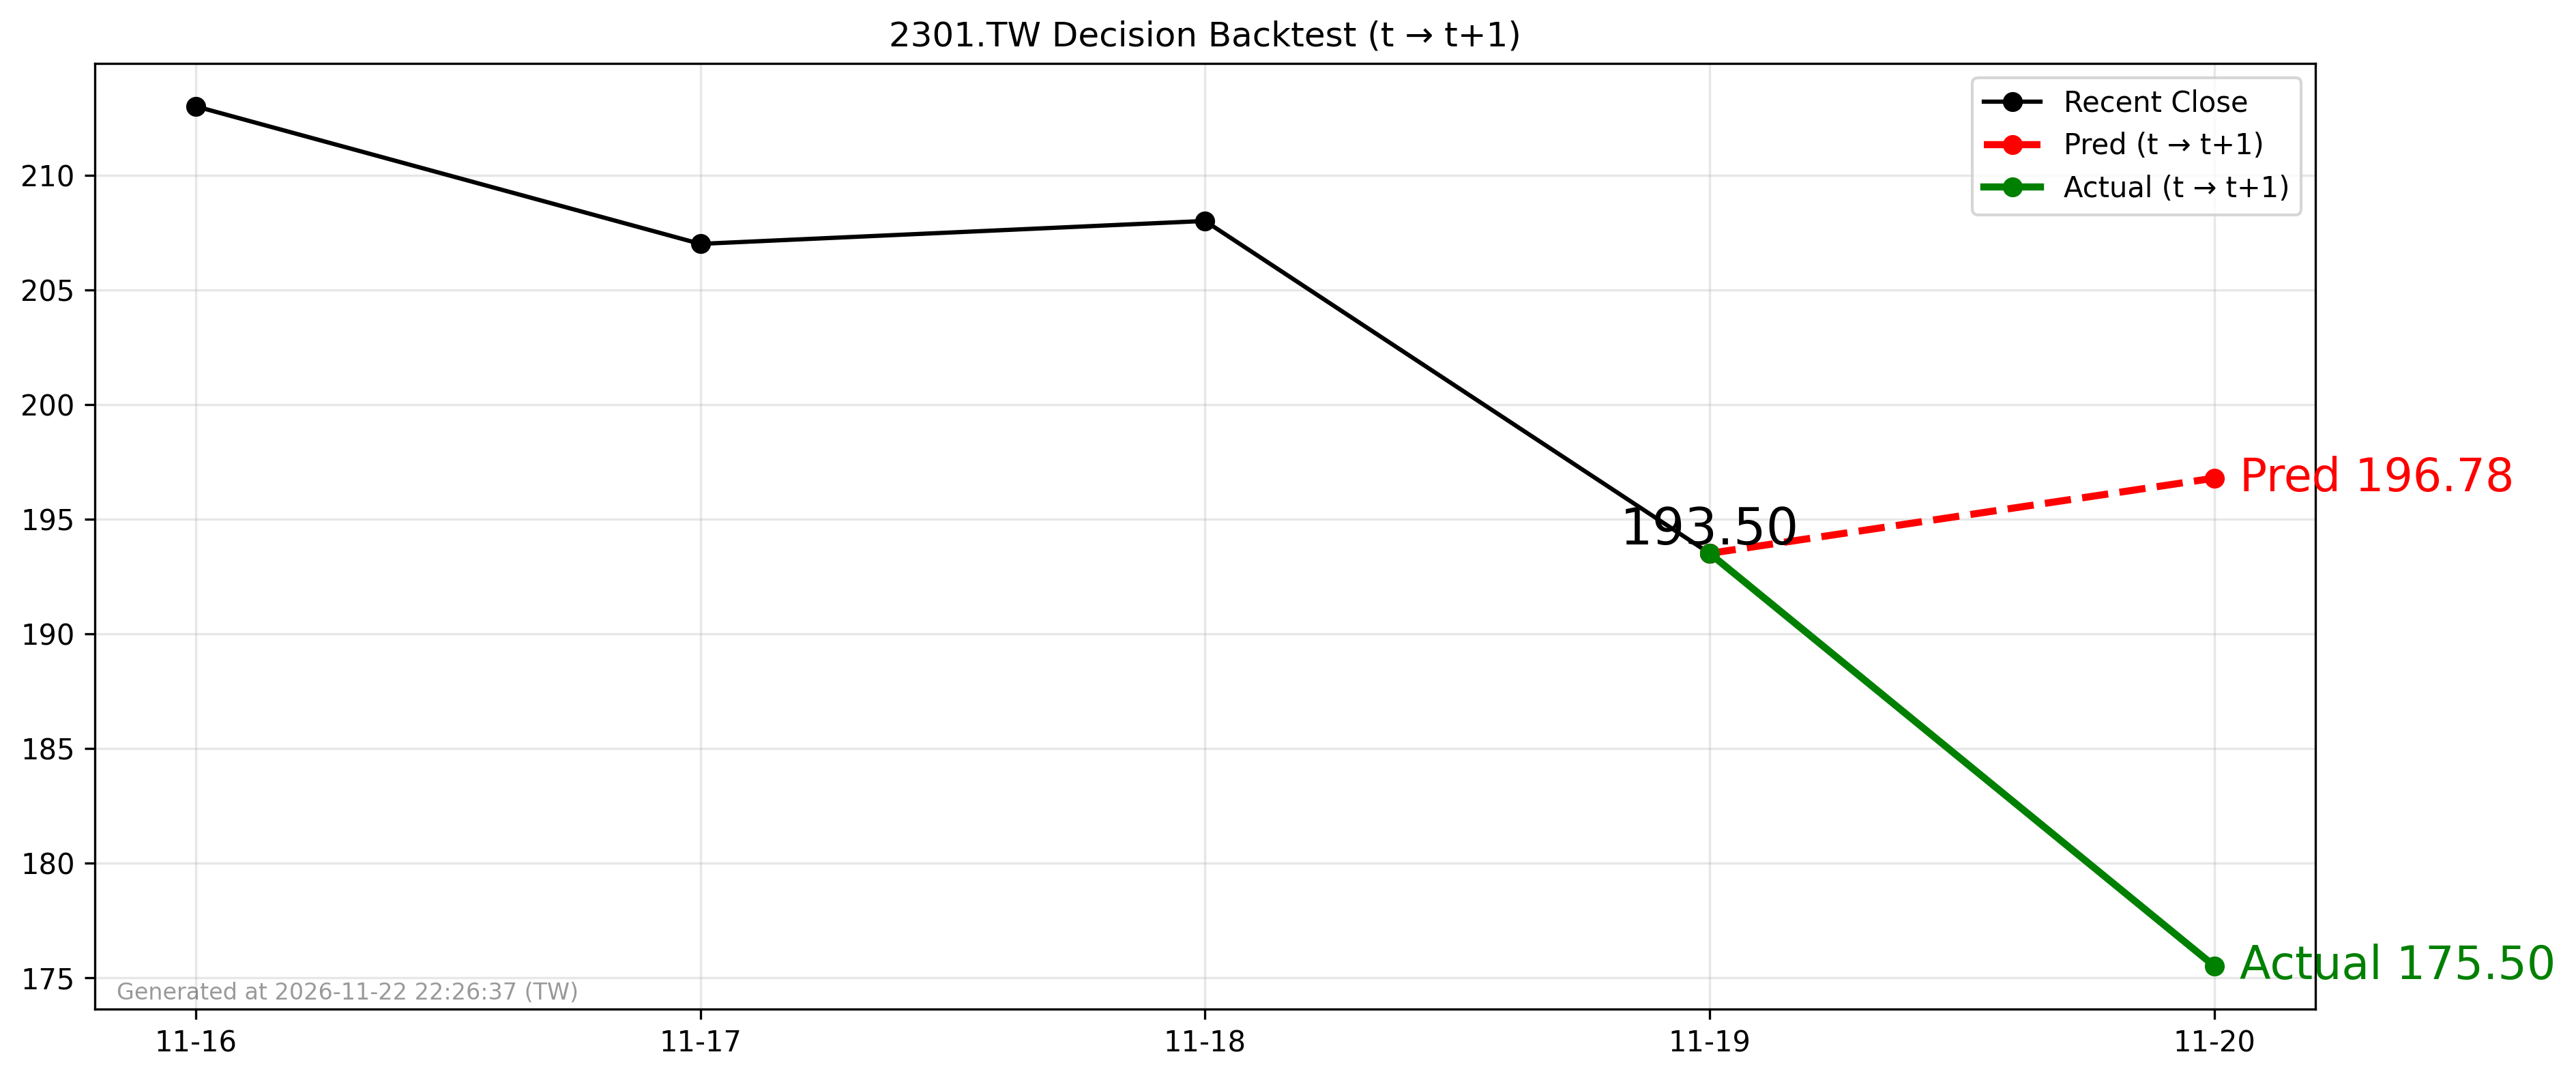 2301.TW Decision Backtest (t → t+1)
Recent Close
Pred (t → t+1)
Actual (t → t+1)
210
205
200
195
190
185
180
175
193.50
Pred 196.78
Actual 175.50
Generated at 2026-11-22 22:26:37 (TW)
11-16 11-17 11-18 11-19 11-20